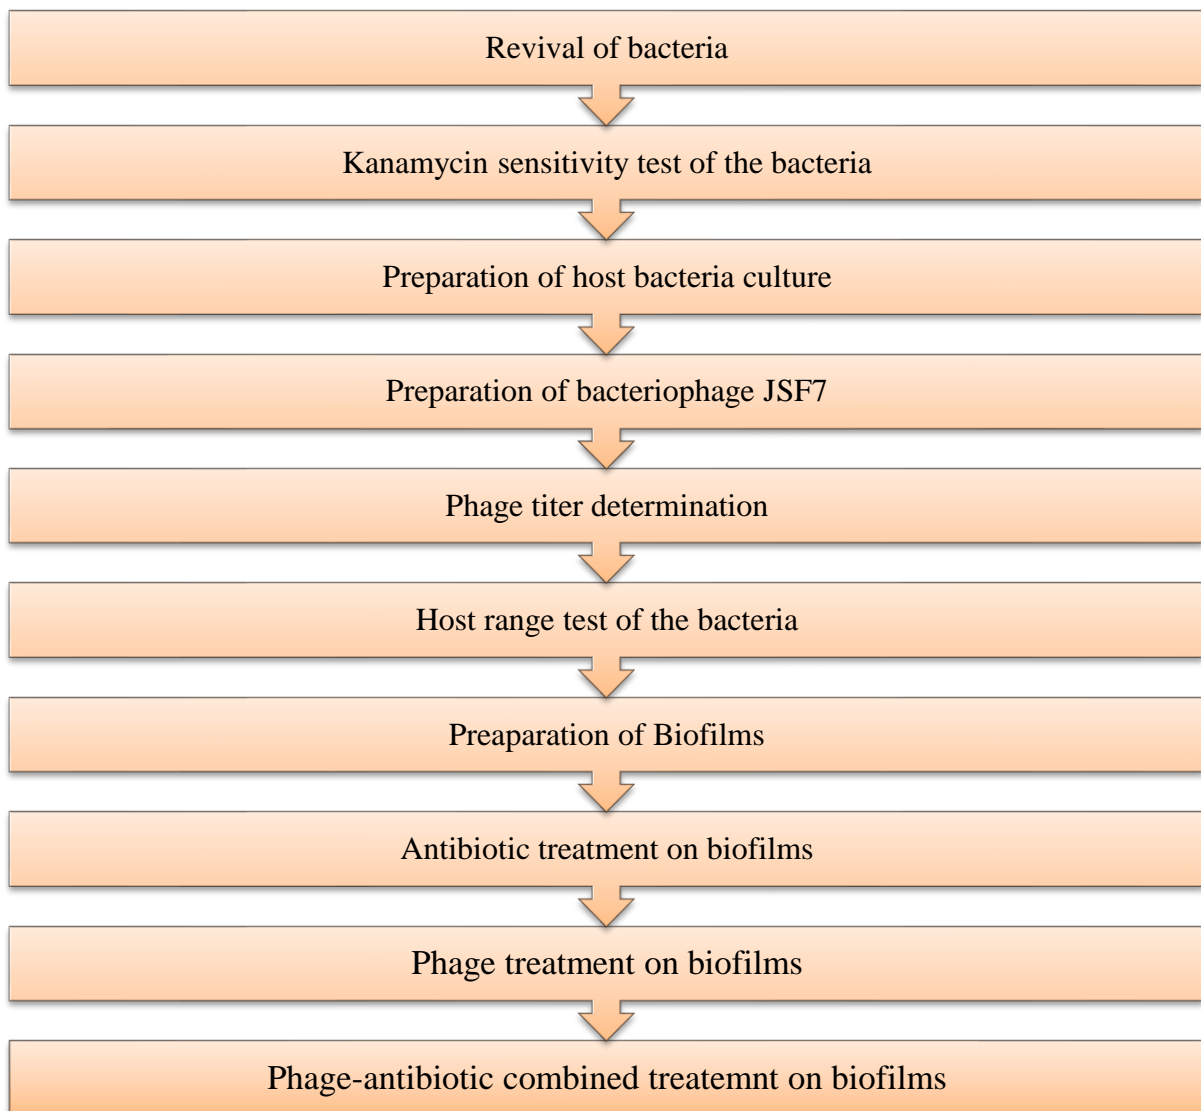 Revival of bacteria
Kanamycin sensitivity test of the bacteria
Preparation of host bacteria culture
Preparation of bacteriophage JSF7
Phage titer determination
Host range test of the bacteria
Preaparation of Biofilms
Antibiotic treatment on biofilms
Phage treatment on biofilms
Phage-antibiotic combined treatemnt on biofilms